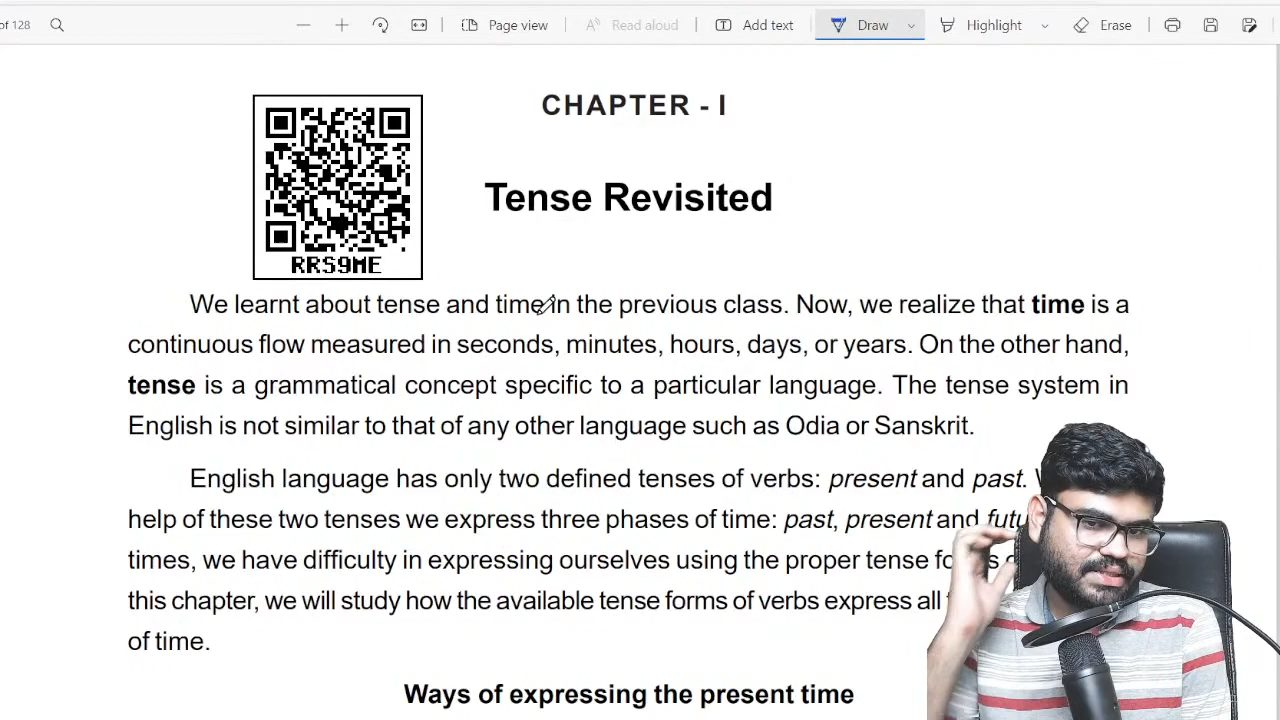 of 128
Page view
Read aloud
Add text
Draw
Highlight
Erase
CHAPTER - I
RRS9ME
Tense Revisited
We learnt about tense and time in the previous class. Now, we realize that time is a
continuous flow measured in seconds, minutes, hours, days, or years. On the other hand,
tense is a grammatical concept specific to a particular language. The tense system in
English is not similar to that of any other language such as Odia or Sanskrit.
English language has only two defined tenses of verbs: present and past.
help of these two tenses we express three phases of time: past, present and
times, we have difficulty in expressing ourselves using the proper tense
this chapter, we will study how the available tense forms of verbs express all
of time.
Ways of expressing the present time